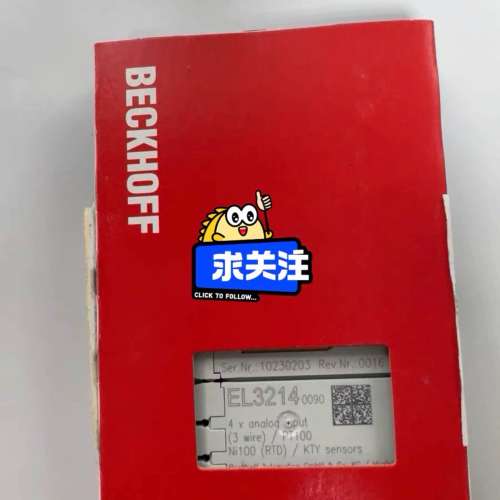 BECKHOFF
求关注
CLICK TO FOLLOW...
Ser.Nr.: 10230203 Rev Nr.: 0016
EL3214 0090
4 x analog input
(3 wire) / PT100
Ni100 (RTD) / KTY sensors